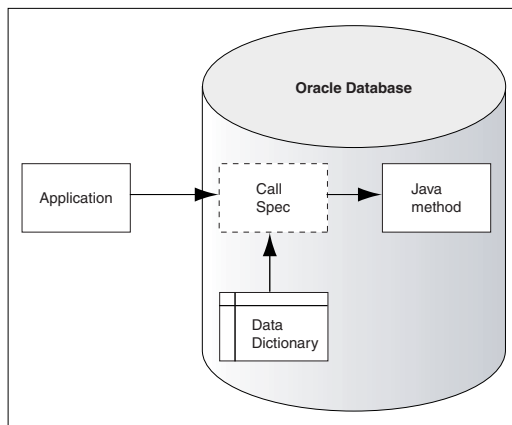 Oracle Database
Application
Call
Spec
Java
method
Data
Dictionary